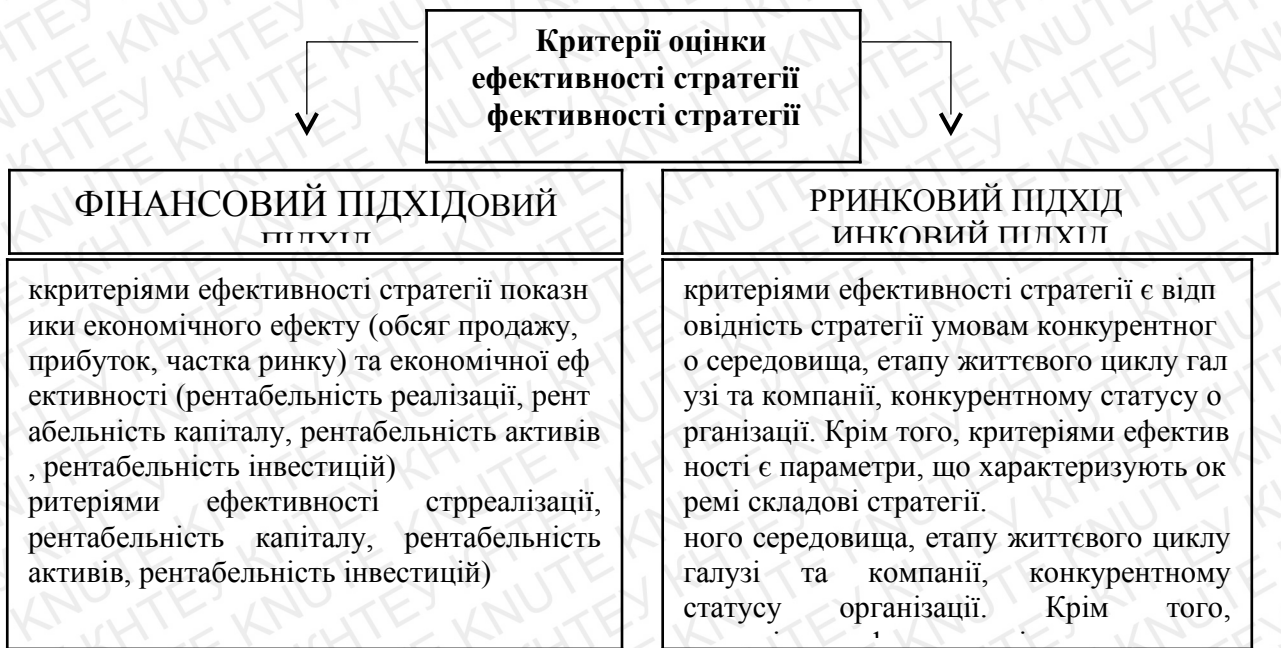 Критерії оцінки
ефективності стратегії
фективності стратегії
ФІНАНСОВИЙ ПІДХІДОВИЙ
ПІДХІД
РРИНКОВИЙ ПІДХІД
ИНКОВИЙ ПІДХІД
ккритеріями ефективності стратегії показн
ики економічного ефекту (обсяг продажу,
прибуток, частка ринку) та економічної еф
ективності (рентабельність реалізації, рент
абельність капіталу, рентабельність активів
, рентабельність інвестицій)
ритеріями ефективності стрреалізації,
рентабельність капіталу, рентабельність
активів, рентабельність інвестицій)
критеріями ефективності стратегії є відп
овідність стратегії умовам конкурентног
о середовища, етапу життєвого циклу гал
узі та компанії, конкурентному статусу о
рганізації. Крім того, критеріями ефектив
ності є параметри, що характеризують ок
ремі складові стратегії.
ного середовища, етапу життєвого циклу
галузі та компанії, конкурентному
статусу організації. Крім того,